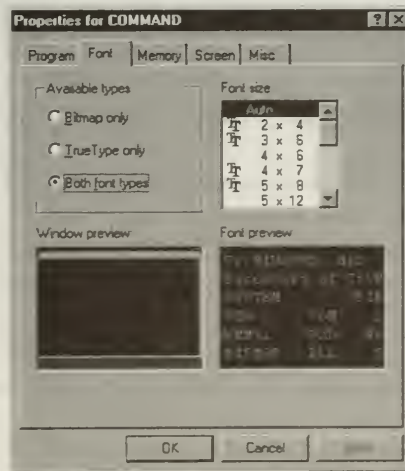 Properties for COMMAND
? ×
Program Font Memory Screen Misc
Available types
Bitmap only
TrueType only
Both font types
Font size
Auto
2 x 4
3 x 5
4 x 6
4 x 7
5 x 8
5 x 12
Window preview
Font preview
OK Cancel